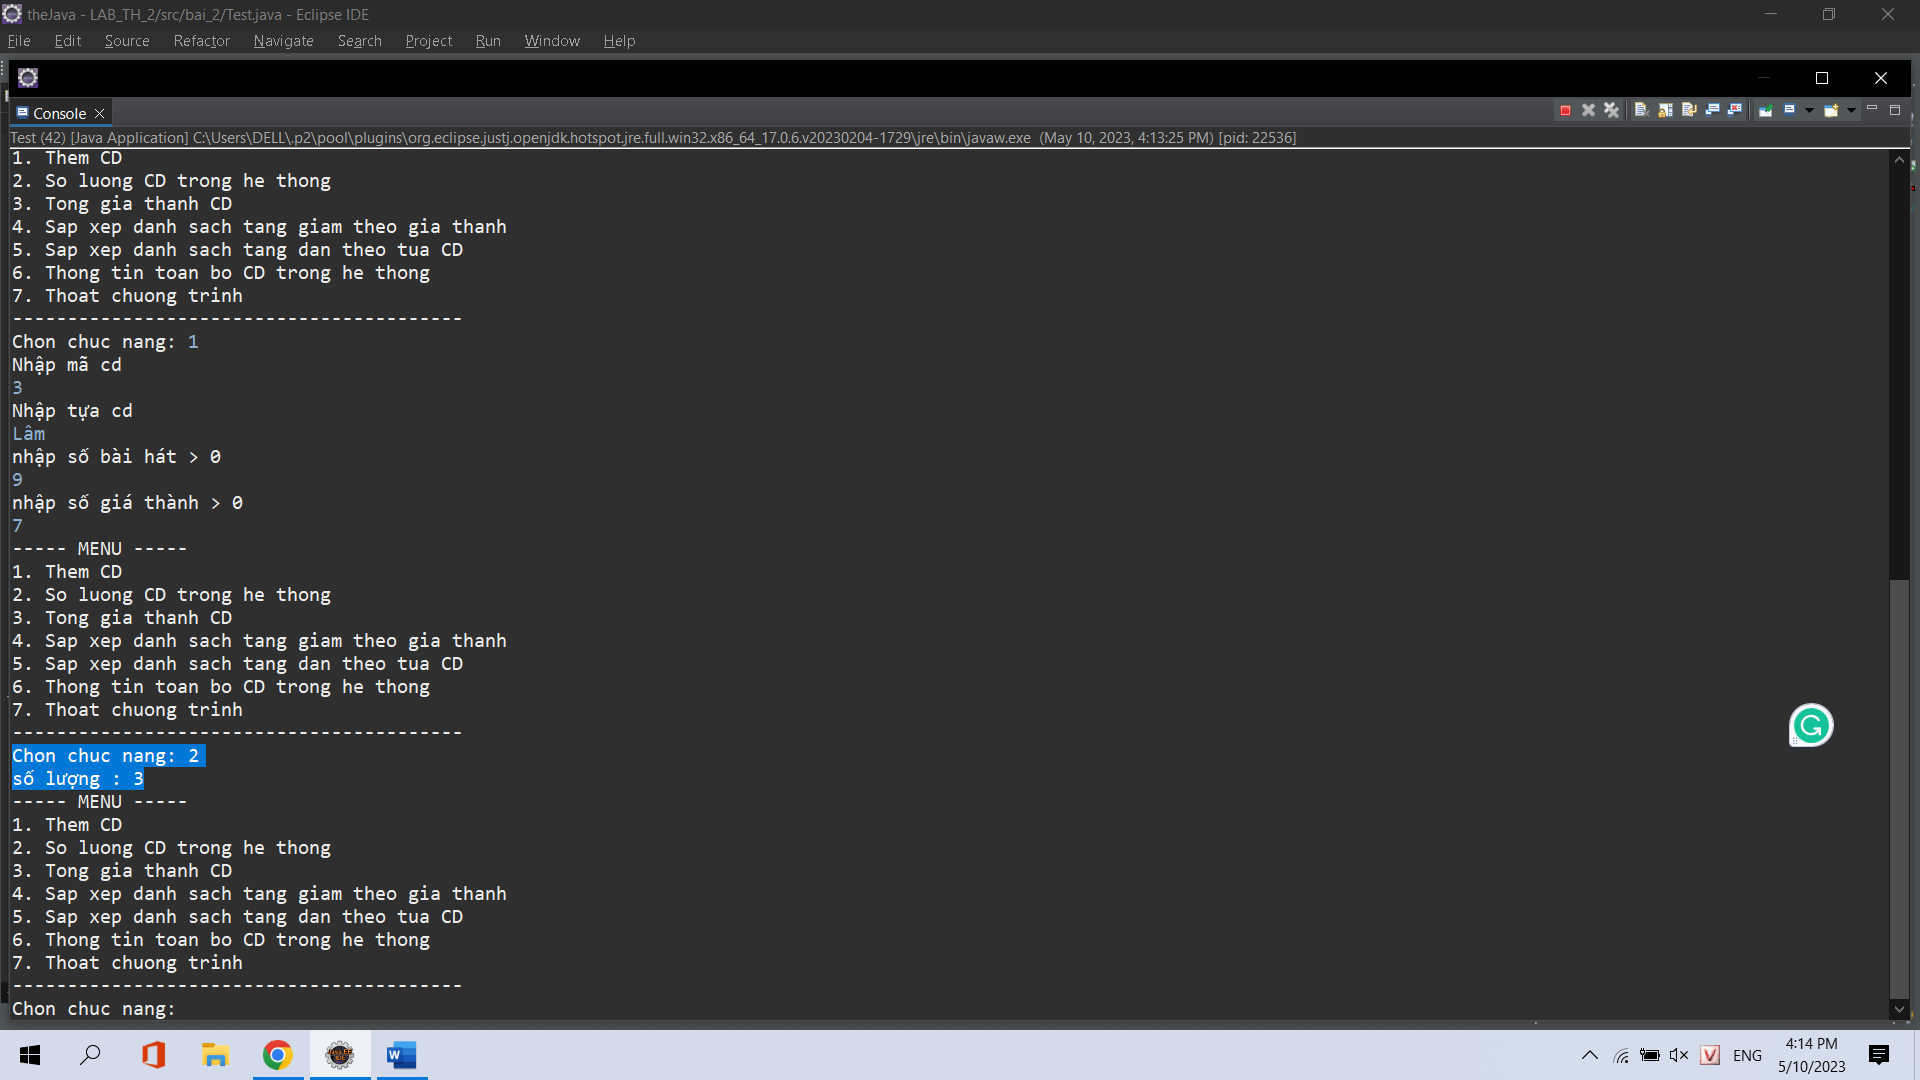 theJava - LAB_TH_2/src/bai_2/Test.java - Eclipse IDE
File Edit Source Refactor Navigate Search Project Run Window Help
Console
Test (42) [Java Application] C:\Users\DELL\.p2\pool\plugins\org.eclipse.justj.openjdk.hotspot.jre.full.win32.x86_64_17.0.6.v20230204-1729\jre\bin\javaw.exe (May 10, 2023, 4:13:25 PM) [pid: 22536]
1. Them CD
2. So luong CD trong he thong
3. Tong gia thanh CD
4. Sap xep danh sach tang giam theo gia thanh
5. Sap xep danh sach tang dan theo tua CD
6. Thong tin toan bo CD trong he thong
7. Thoat chuong trinh
-----------------------------------------
Chon chuc nang: 1
Nhập mã cd
3
Nhập tựa cd
Lâm
nhập số bài hát > 0
9
nhập số giá thành > 0
7
----- MENU -----
1. Them CD
2. So luong CD trong he thong
3. Tong gia thanh CD
4. Sap xep danh sach tang giam theo gia thanh
5. Sap xep danh sach tang dan theo tua CD
6. Thong tin toan bo CD trong he thong
7. Thoat chuong trinh
-----------------------------------------
Chon chuc nang: 2
số lượng : 3
----- MENU -----
1. Them CD
2. So luong CD trong he thong
3. Tong gia thanh CD
4. Sap xep danh sach tang giam theo gia thanh
5. Sap xep danh sach tang dan theo tua CD
6. Thong tin toan bo CD trong he thong
7. Thoat chuong trinh
-----------------------------------------
Chon chuc nang:
ENG
4:14 PM
5/10/2023